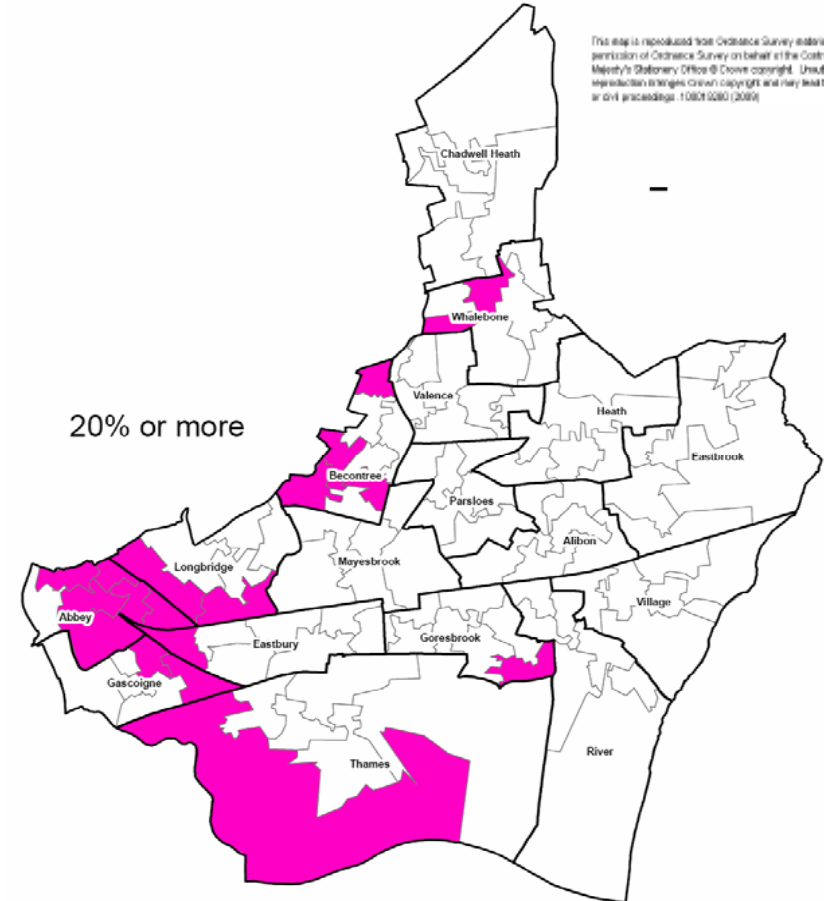 This map is reproduced from Ordnance Survey materi
permission of Ordnance Survey on behalf of the Contr
Majesty's Stationery Office © Crown copyright. Unaut
reproduction infringes Crown copyright and may lead t
or civil proceedings. (2009)
Chadwell Heath
Whalebone
Valence
Heath
20% or more
Eastbrook
Becontree
Parsloes
Alibon
Longbridge
Mayesbrook
Village
Abbey
Eastbury
Goresbrook
Gascoigne
River
Thames